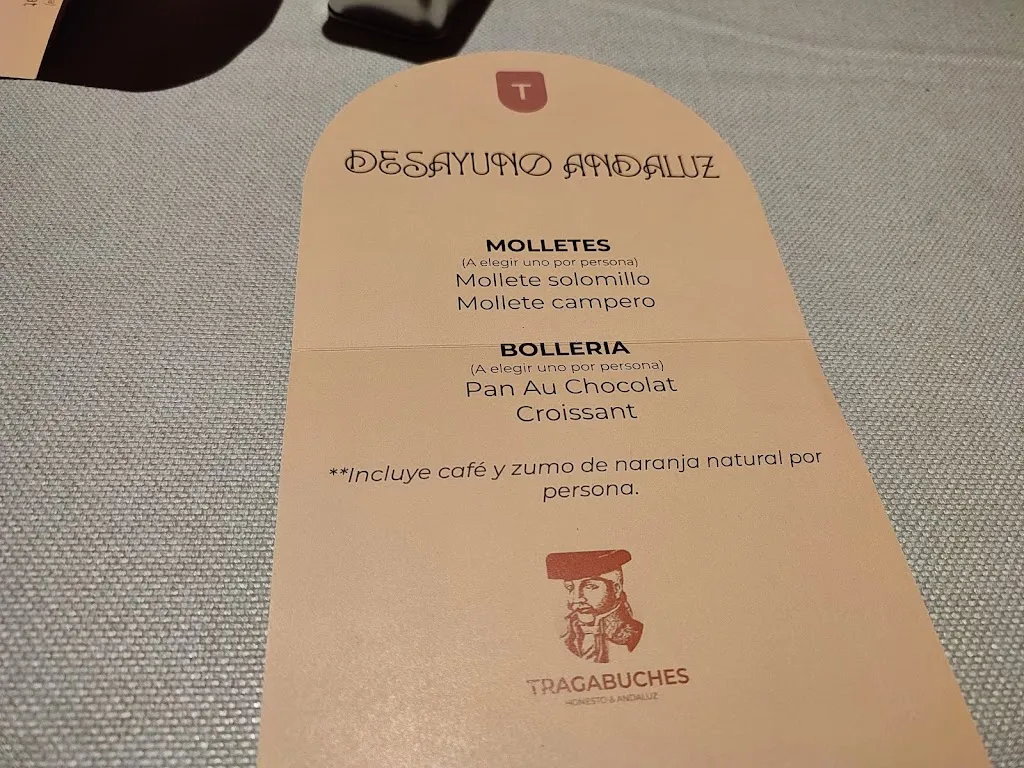 T
DESAYUNO ANDALUZ
MOLLETES
(A elegir uno por persona)
Mollete solomillo
Mollete campero
BOLLERIA
(A elegir uno por persona)
Pan Au Chocolat
Croissant
**Incluye café y zumo de naranja natural por
persona.
TRAGABUCHES
HONESTO & ANDALUZ